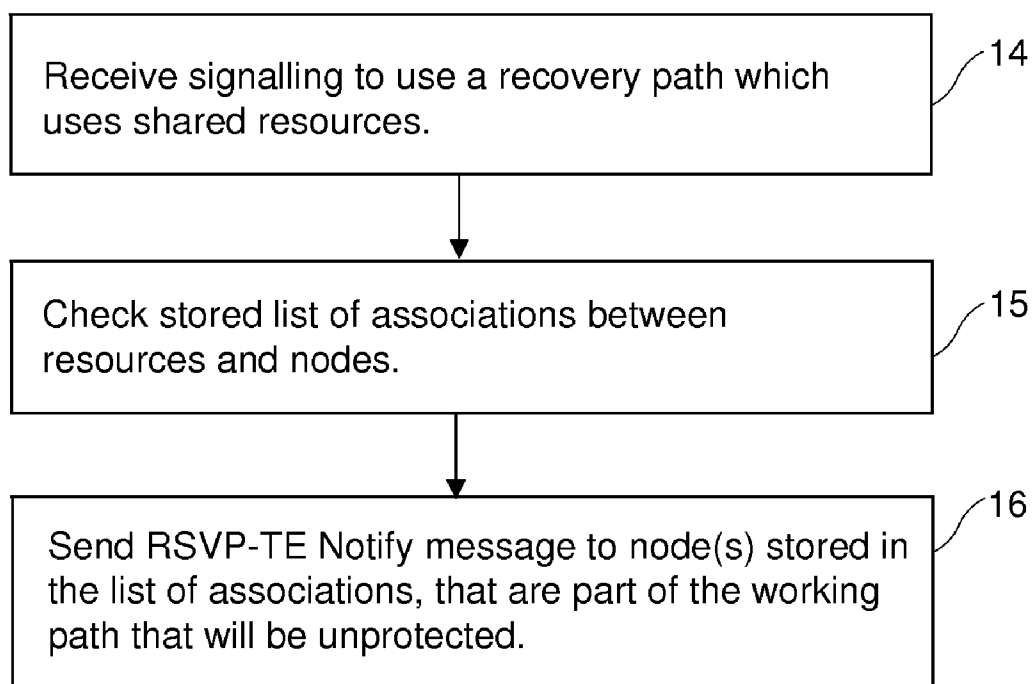 Receive signalling to use a recovery path which
uses shared resources.
14
Check stored list of associations between
resources and nodes.
15
Send RSVP-TE Notify message to node(s) stored in
the list of associations, that are part of the working
path that will be unprotected.
16